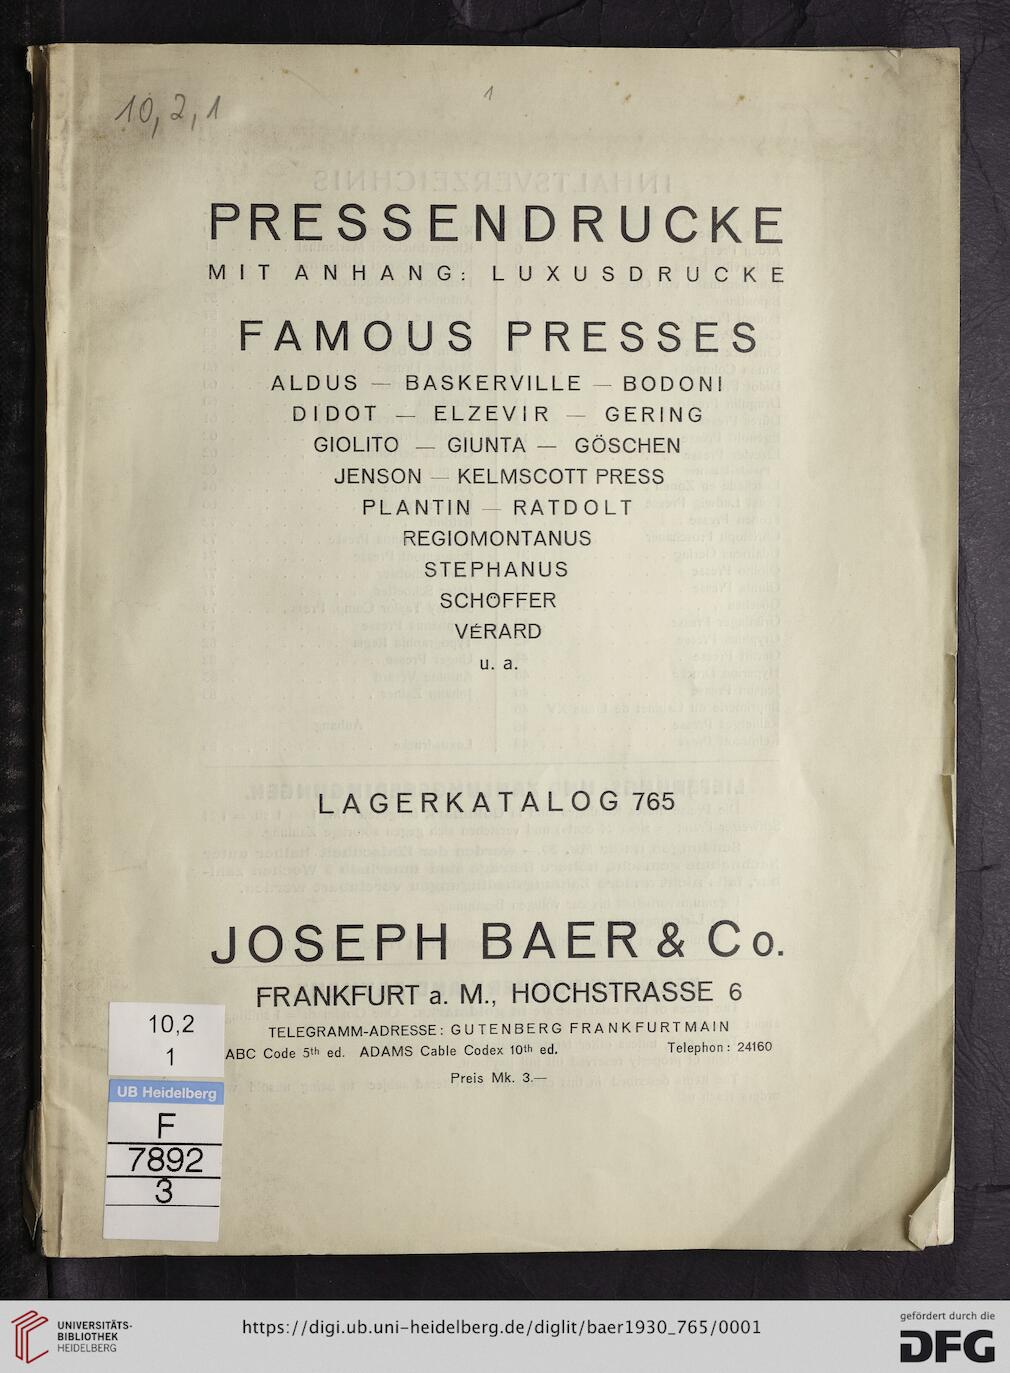 10,2,1
1
PRESSENDRUCKE
MIT ANHANG: LUXUSDRUCKE
FAMOUS PRESSES
ALDUS — BASKERVILLE — BODONI
DIDOT — ELZEVIR — GERING
GIOLITO — GIUNTA — GÖSCHEN
JENSON — KELMSCOTT PRESS
PLANTIN — RATDOLT
REGIOMONTANUS
STEPHANUS
SCHÖFFER
VÉRARD
u. a.
LAGERKATALOG 765
JOSEPH BAER & Co.
FRANKFURT a. M., HOCHSTRASSE 6
TELEGRAMM-ADRESSE: GUTENBERG FRANKFURTMAIN
ABC Code 5th ed. ADAMS Cable Codex 10th ed. Telephon: 24160
Preis Mk. 3.—
10,2
1
UB Heidelberg
F
7892
3
UNIVERSITÄTS-
BIBLIOTHEK
HEIDELBERG
https://digi.ub.uni-heidelberg.de/diglit/baer1930_765/0001
gefördert durch die
DFG